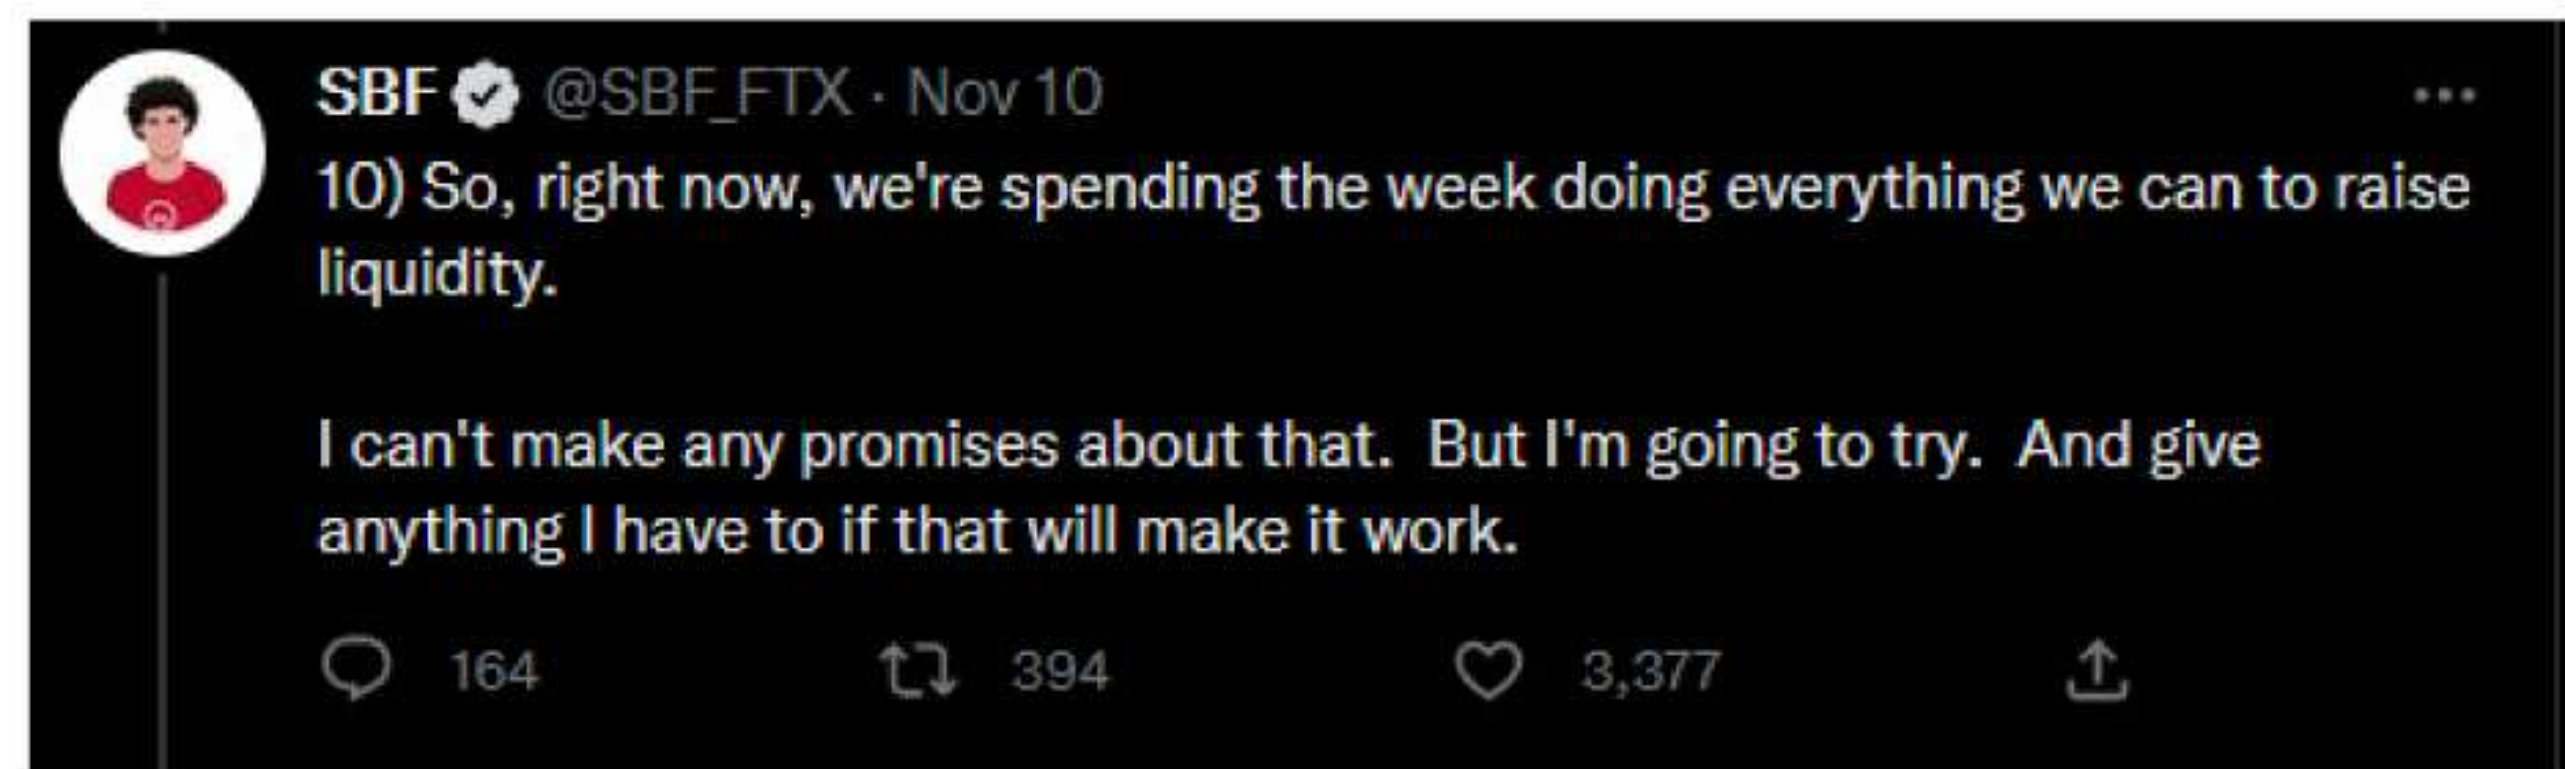 SBF @SBF_FTX · Nov 10
10) So, right now, we're spending the week doing everything we can to raise
liquidity.
I can't make any promises about that.  But I'm going to try.  And give
anything I have to if that will make it work.
164 394 3,377